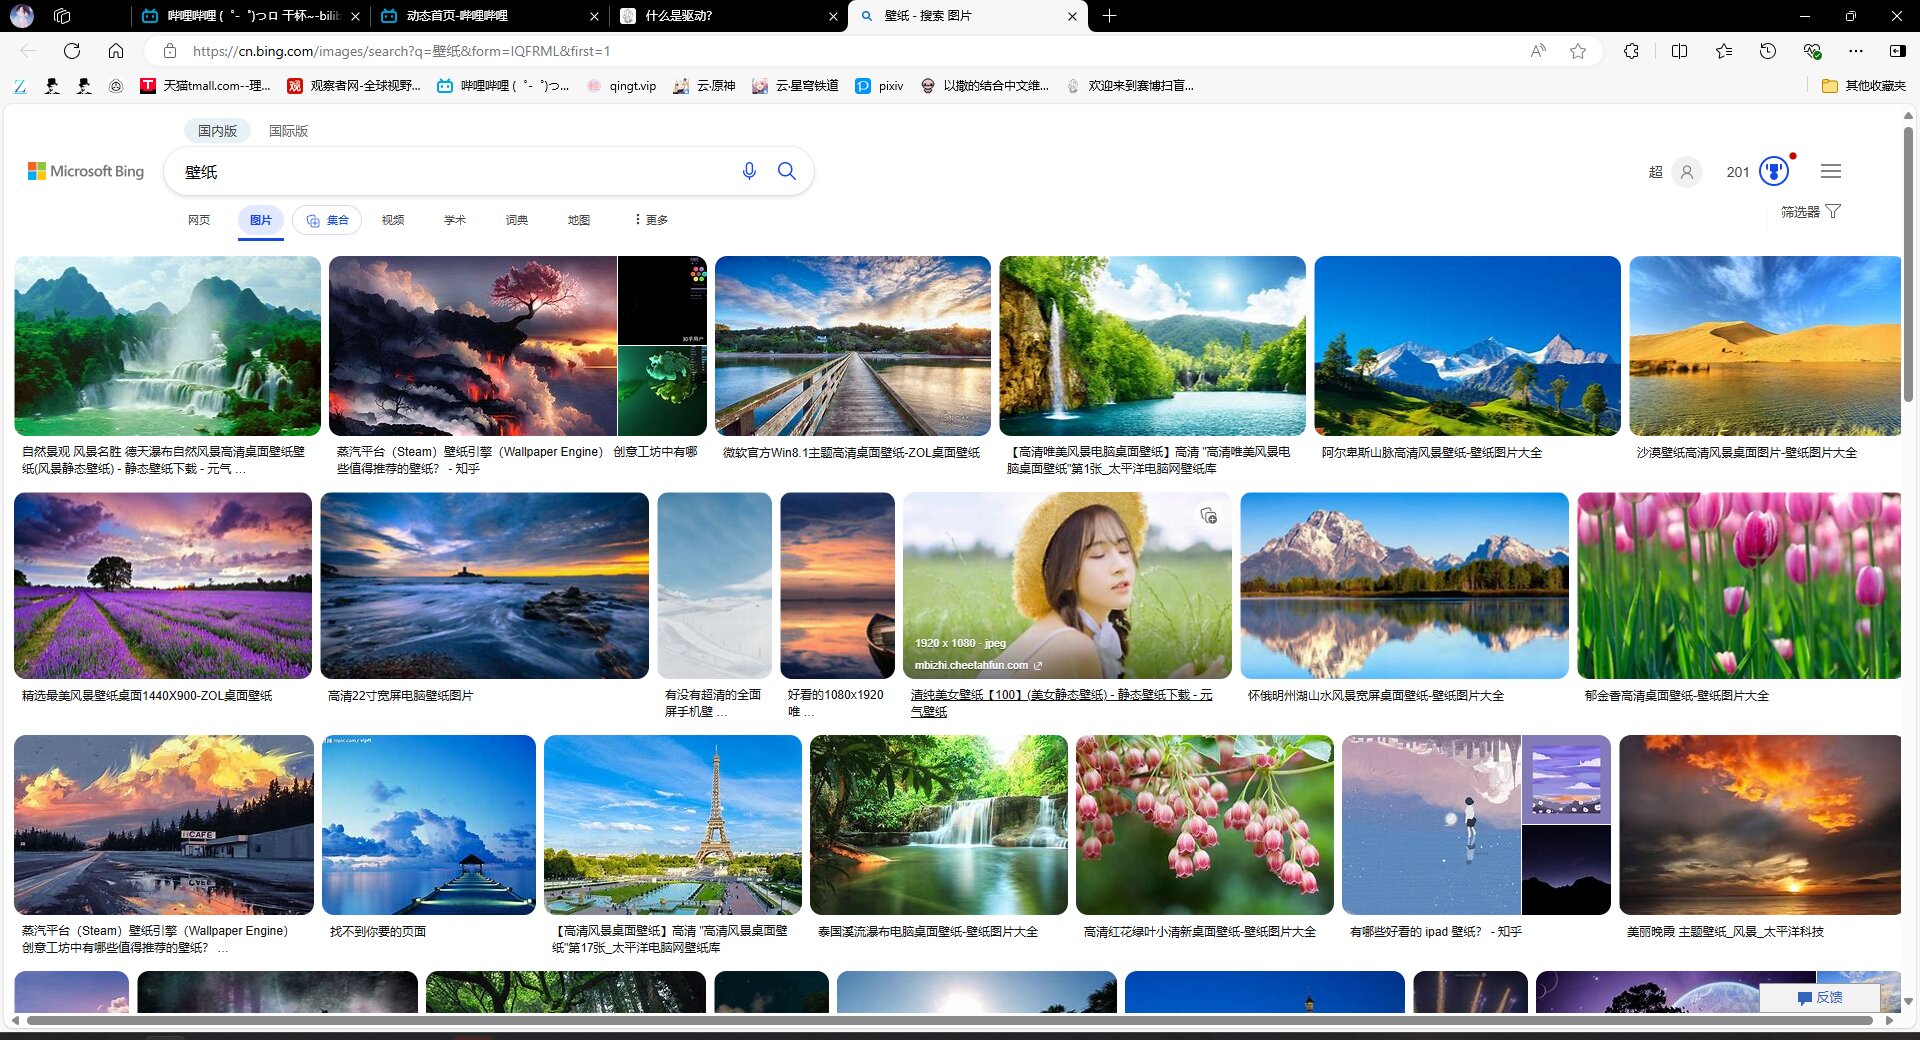 哔哩哔哩 (゜-゜)つロ 干杯~-bilib
动态首页-哔哩哔哩
什么是驱动?
壁纸 - 搜索 图片
https://cn.bing.com/images/search?q=壁纸&form=IQFRML&first=1
天猫tmall.com--理...
观察者网-全球视野...
哔哩哔哩 (゜-゜)つ...
qingt.vip
云·原神
云·星穹铁道
pixiv
以撒的结合中文维...
欢迎来到赛博扫盲...
其他收藏夹
国内版
国际版
Microsoft Bing
壁纸
超
201
网页
图片
集合
视频
学术
词典
地图
更多
筛选器
自然景观 风景名胜 德天瀑布自然风景高清桌面壁纸壁
纸(风景静态壁纸) - 静态壁纸下载 - 元气 ...
蒸汽平台（Steam）壁纸引擎（Wallpaper Engine） 创意工坊中有哪
些值得推荐的壁纸？ - 知乎
微软官方Win8.1主题高清桌面壁纸-ZOL桌面壁纸
【高清唯美风景电脑桌面壁纸】高清 "高清唯美风景电
脑桌面壁纸"第1张_太平洋电脑网壁纸库
阿尔卑斯山脉高清风景壁纸-壁纸图片大全
沙漠壁纸高清风景桌面图片-壁纸图片大全
1920 x 1080 · jpeg
mbizhi.cheetahfun.com
精选最美风景壁纸桌面1440X900-ZOL桌面壁纸
高清22寸宽屏电脑壁纸图片
有没有超清的全面
屏手机壁 ...
好看的1080x1920
唯 ...
清纯美女壁纸【100】(美女静态壁纸) - 静态壁纸下载 - 元
气壁纸
怀俄明州湖山水风景宽屏桌面壁纸-壁纸图片大全
郁金香高清桌面壁纸-壁纸图片大全
CAFE
蒸汽平台（Steam）壁纸引擎（Wallpaper Engine）
创意工坊中有哪些值得推荐的壁纸？ ...
找不到你要的页面
【高清风景桌面壁纸】高清 "高清风景桌面壁
纸"第17张_太平洋电脑网壁纸库
泰国溪流瀑布电脑桌面壁纸-壁纸图片大全
高清红花绿叶小清新桌面壁纸-壁纸图片大全
有哪些好看的 ipad 壁纸？ - 知乎
美丽晚霞 主题壁纸_风景_太平洋科技
反馈